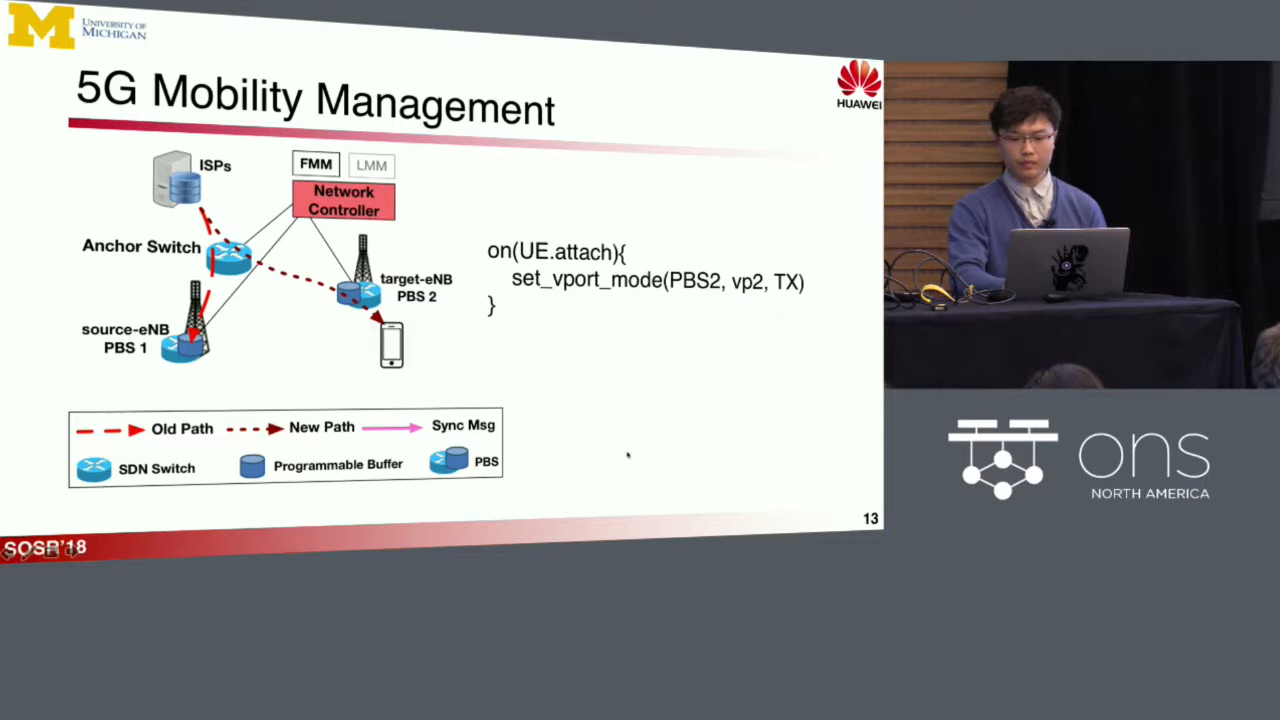 UNIVERSITY OF
MICHIGAN
5G Mobility Management
HUAWEI
ISPs
FMM
LMM
Network
Controller
Anchor Switch
target-eNB
PBS 2
source-eNB
PBS 1
on(UE.attach){
set_vport_mode(PBS2, vp2, TX)
}
Old Path
New Path
Sync Msg
SDN Switch
Programmable Buffer
PBS
13
SOSR'18
ons
NORTH AMERICA